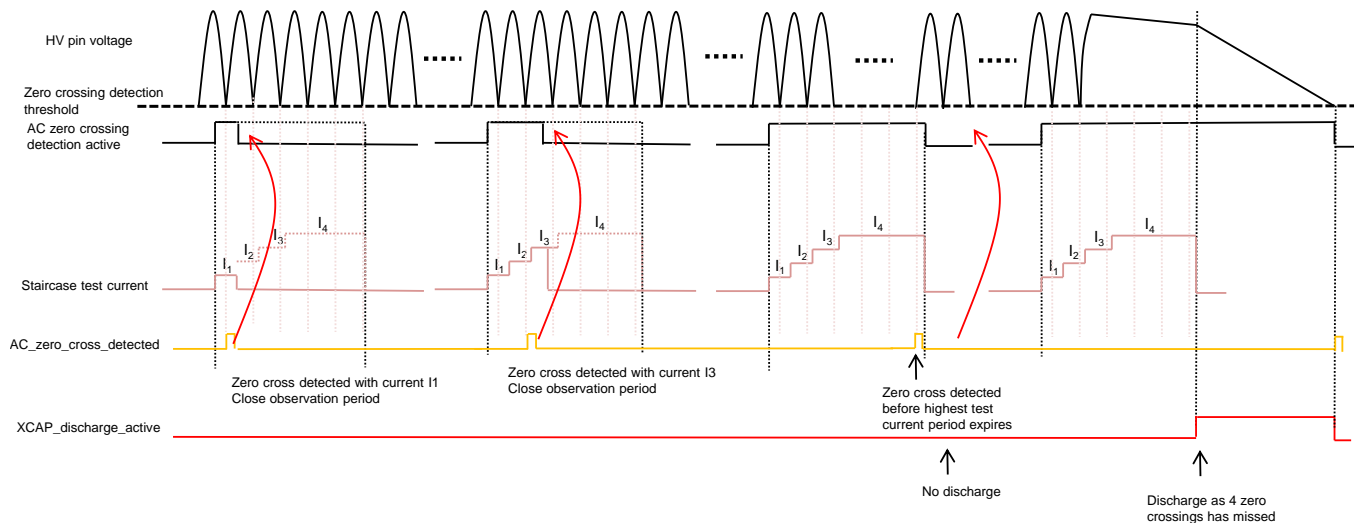 HV pin voltage
Zero crossing detection
threshold
AC zero crossing
detection active
I1
I2
I3
I4
I1
I2
I3
I4
I1
I2
I3
I4
I1
I2
I3
I4
Staircase test current
AC_zero_cross_detected
Zero cross detected with current I1
Close observation period
Zero cross detected with current I3
Close observation period
Zero cross detected
before highest test
current period expires
XCAP_discharge_active
No discharge
Discharge as 4 zero
crossings has missed